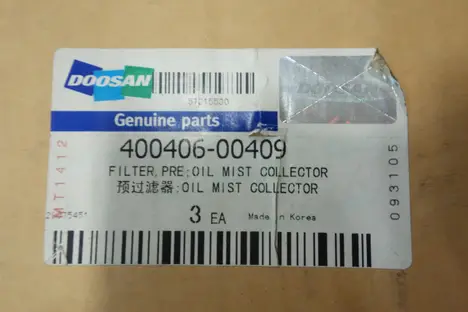 DOOSAN
Genuine parts
400406-00409
FILTER, PRE;OIL MIST COLLECTOR
预过滤器;OIL MIST COLLECTOR
3 EA
Made in Korea
MT1412
093105